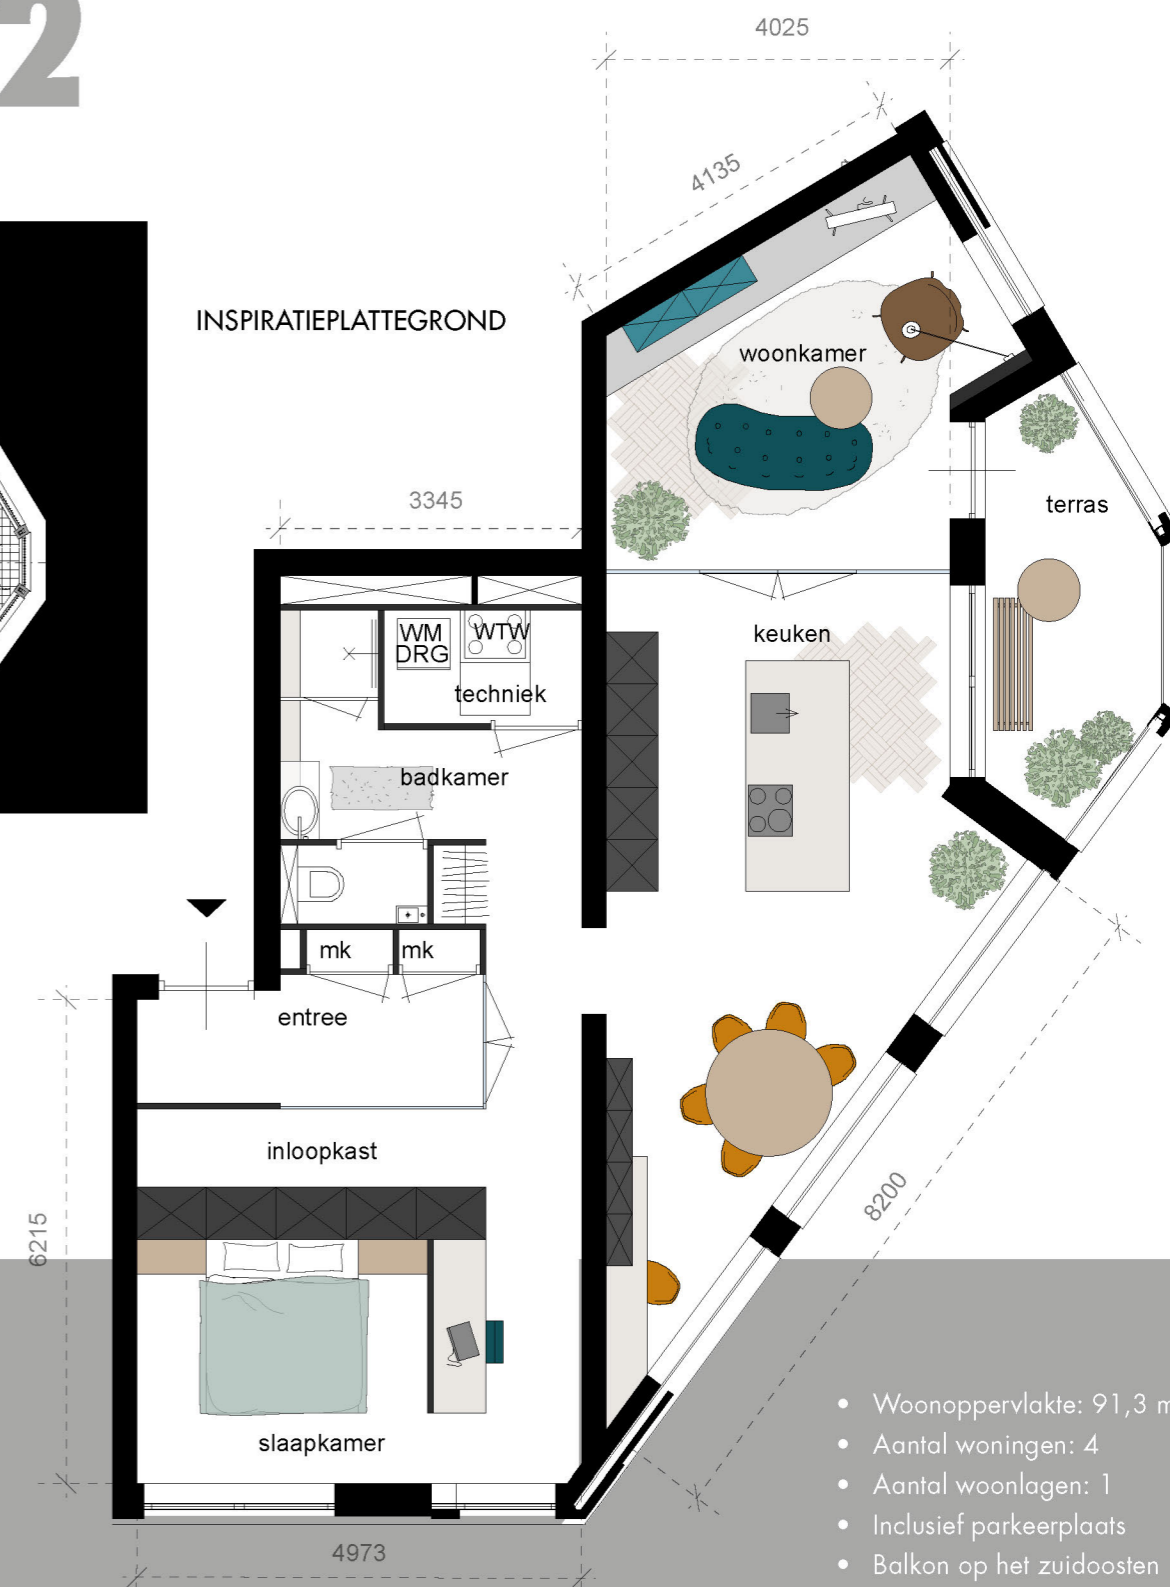 2
4025
4135
INSPIRATIEPLATTEGROND
woonkamer
3345
terras
keuken
WM
DRG
WTW
techniek
badkamer
mk
mk
entree
inloopkast
6215
8200
slaapkamer
4973
• Woonoppervlakte: 91,3 m
• Aantal woningen: 4
• Aantal woonlagen: 1
• Inclusief parkeerplaats
• Balkon op het zuidoosten